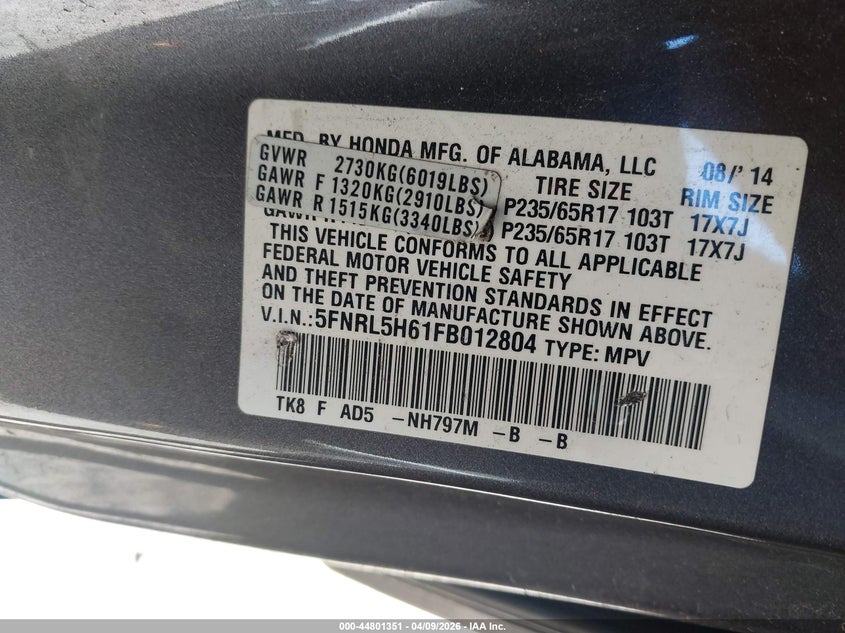 MFD. BY HONDA MFG. OF ALABAMA, LLC 08/' 14
GVWR 2730KG(6019LBS) TIRE SIZE RIM SIZE
GAWR F 1320KG(2910LBS) P235/65R17 103T 17X7J
GAWR R 1515KG(3340LBS) P235/65R17 103T 17X7J
THIS VEHICLE CONFORMS TO ALL APPLICABLE
FEDERAL MOTOR VEHICLE SAFETY
AND THEFT PREVENTION STANDARDS IN EFFECT
ON THE DATE OF MANUFACTURE SHOWN ABOVE.
V.I.N.:5FNRL5H61FB012804 TYPE: MPV
TK8 F AD5 -NH797M -B -B
000-44801351 - 04/09/2026 - IAA Inc.